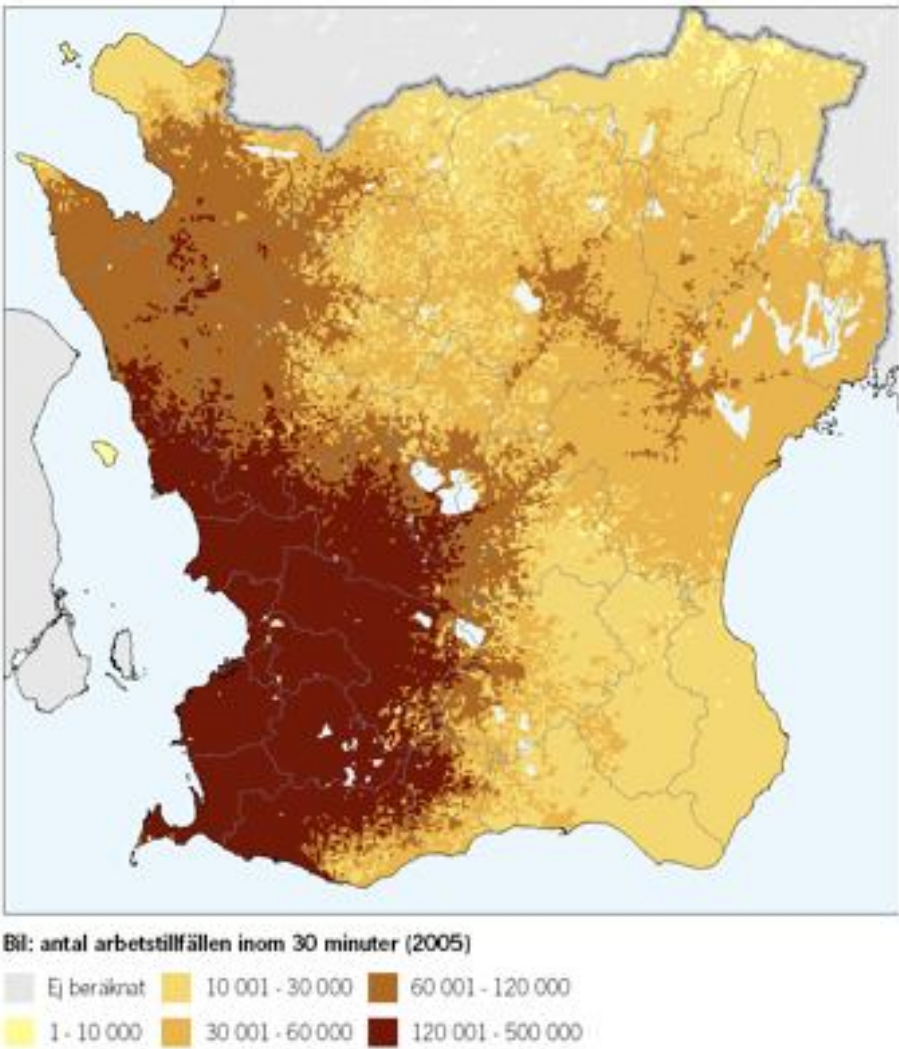 Bil: antal arbetstillfällen inom 30 minuter (2005)
Ej beräknat 10 001 - 30 000 60 001 - 120 000
1 - 10 000 30 001 - 60 000 120 001 - 500 000